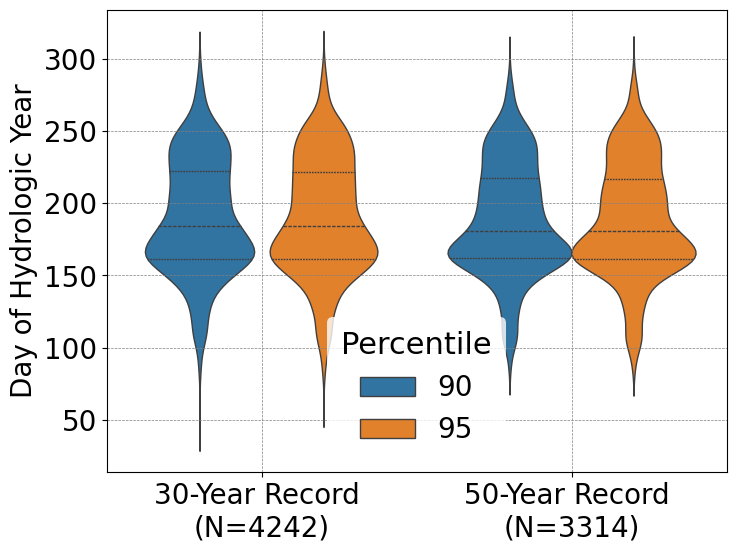 Day of Hydrologic Year
300
250
200
150
100
50
Percentile
90
95
30-Year Record
(N=4242)
50-Year Record
(N=3314)